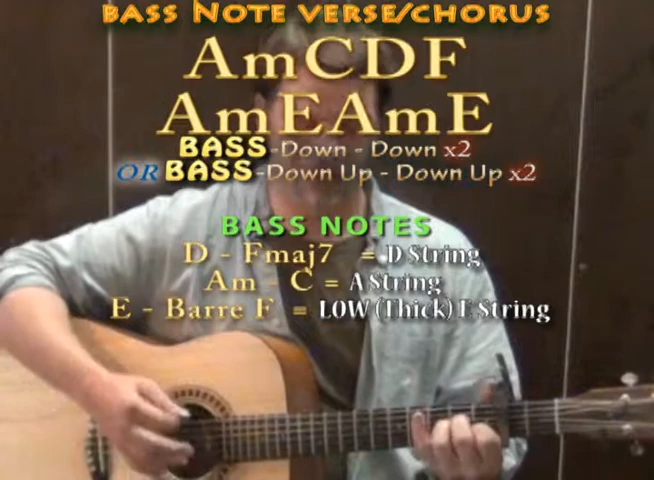 BASS NOTE VERSE/CHORUS
AmCDF
AmEAmE
BASS-Down - Down x2
OR BASS-Down Up - Down Up x2
BASS NOTES
D - Fmaj7 = D String
Am - C = A String
E - Barre F = LOW (Thick) E String